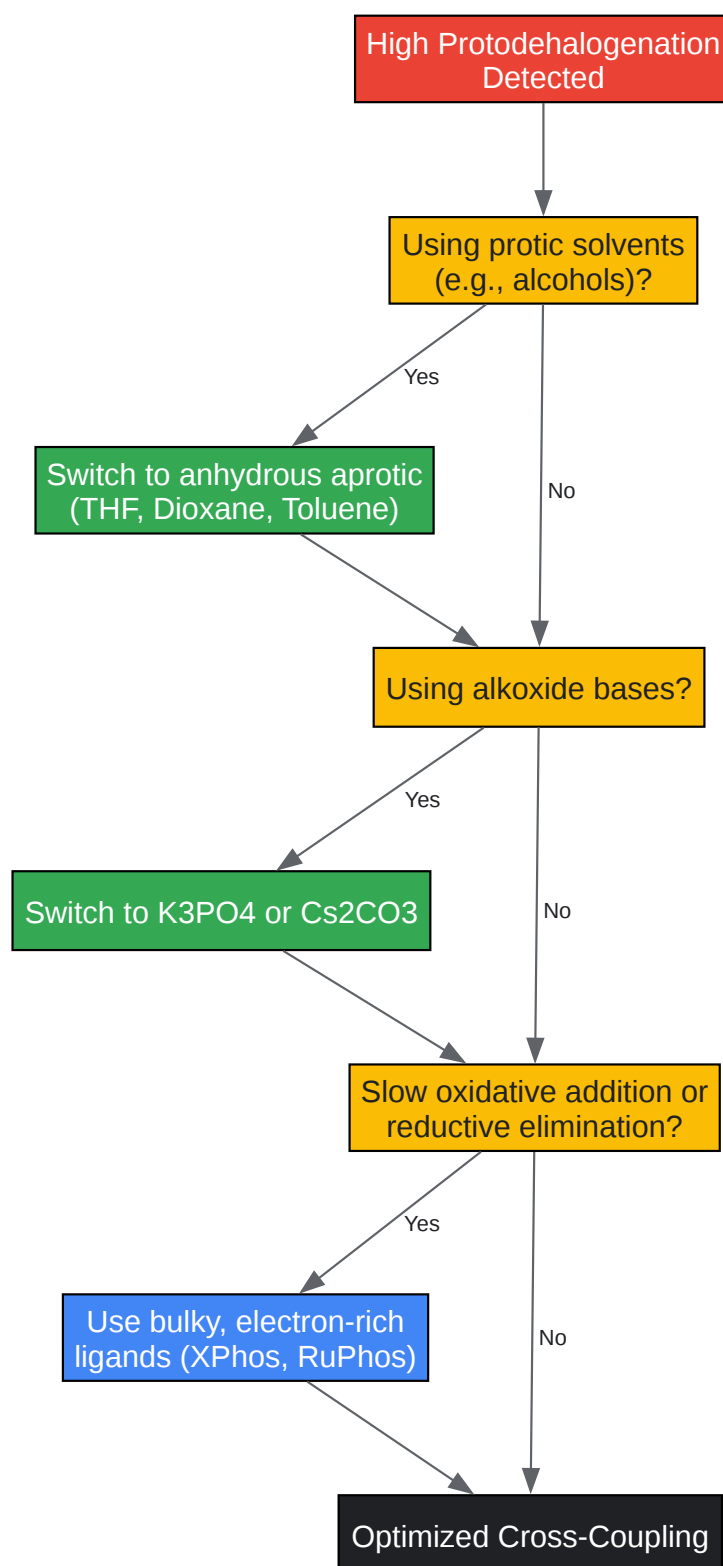 High Protodehalogenation
Detected
Using protic solvents
(e.g., alcohols)?
Yes
Switch to anhydrous aprotic
(THF, Dioxane, Toluene)
No
Using alkoxide bases?
Yes
Switch to K3PO4 or Cs2CO3
No
Slow oxidative addition or
reductive elimination?
Yes
Use bulky, electron-rich
ligands (XPhos, RuPhos)
No
Optimized Cross-Coupling